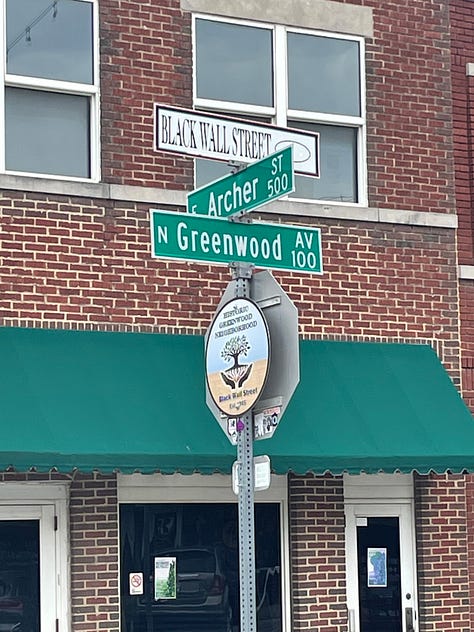 BLACK WALL STREET
E Archer ST 500
N Greenwood AV 100
HISTORIC
GREENWOOD
NEIGHBORHOOD
Black Wall Street